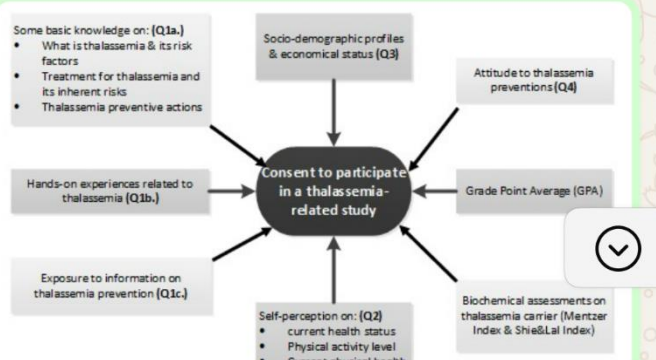 Some basic knowledge on: (Q1a.)
• What is thalassemia & its risk
factors
• Treatment for thalassemia and
its inherent risks
• Thalassemia preventive actions
Socio-demographic profiles
& economical status (Q3)
Attitude to thalassemia
preventions (Q4)
Hands-on experiences related to
thalassemia (Q1b.)
Consent to participate
in a thalassemia-
related study
Grade Point Average (GPA)
Exposure to information on
thalassemia prevention (Q1c.)
Self-perception on: (Q2)
• current health status
• Physical activity level
Biochemical assessments on
thalassemia carrier (Mentzer
Index & Shie&Lal Index)